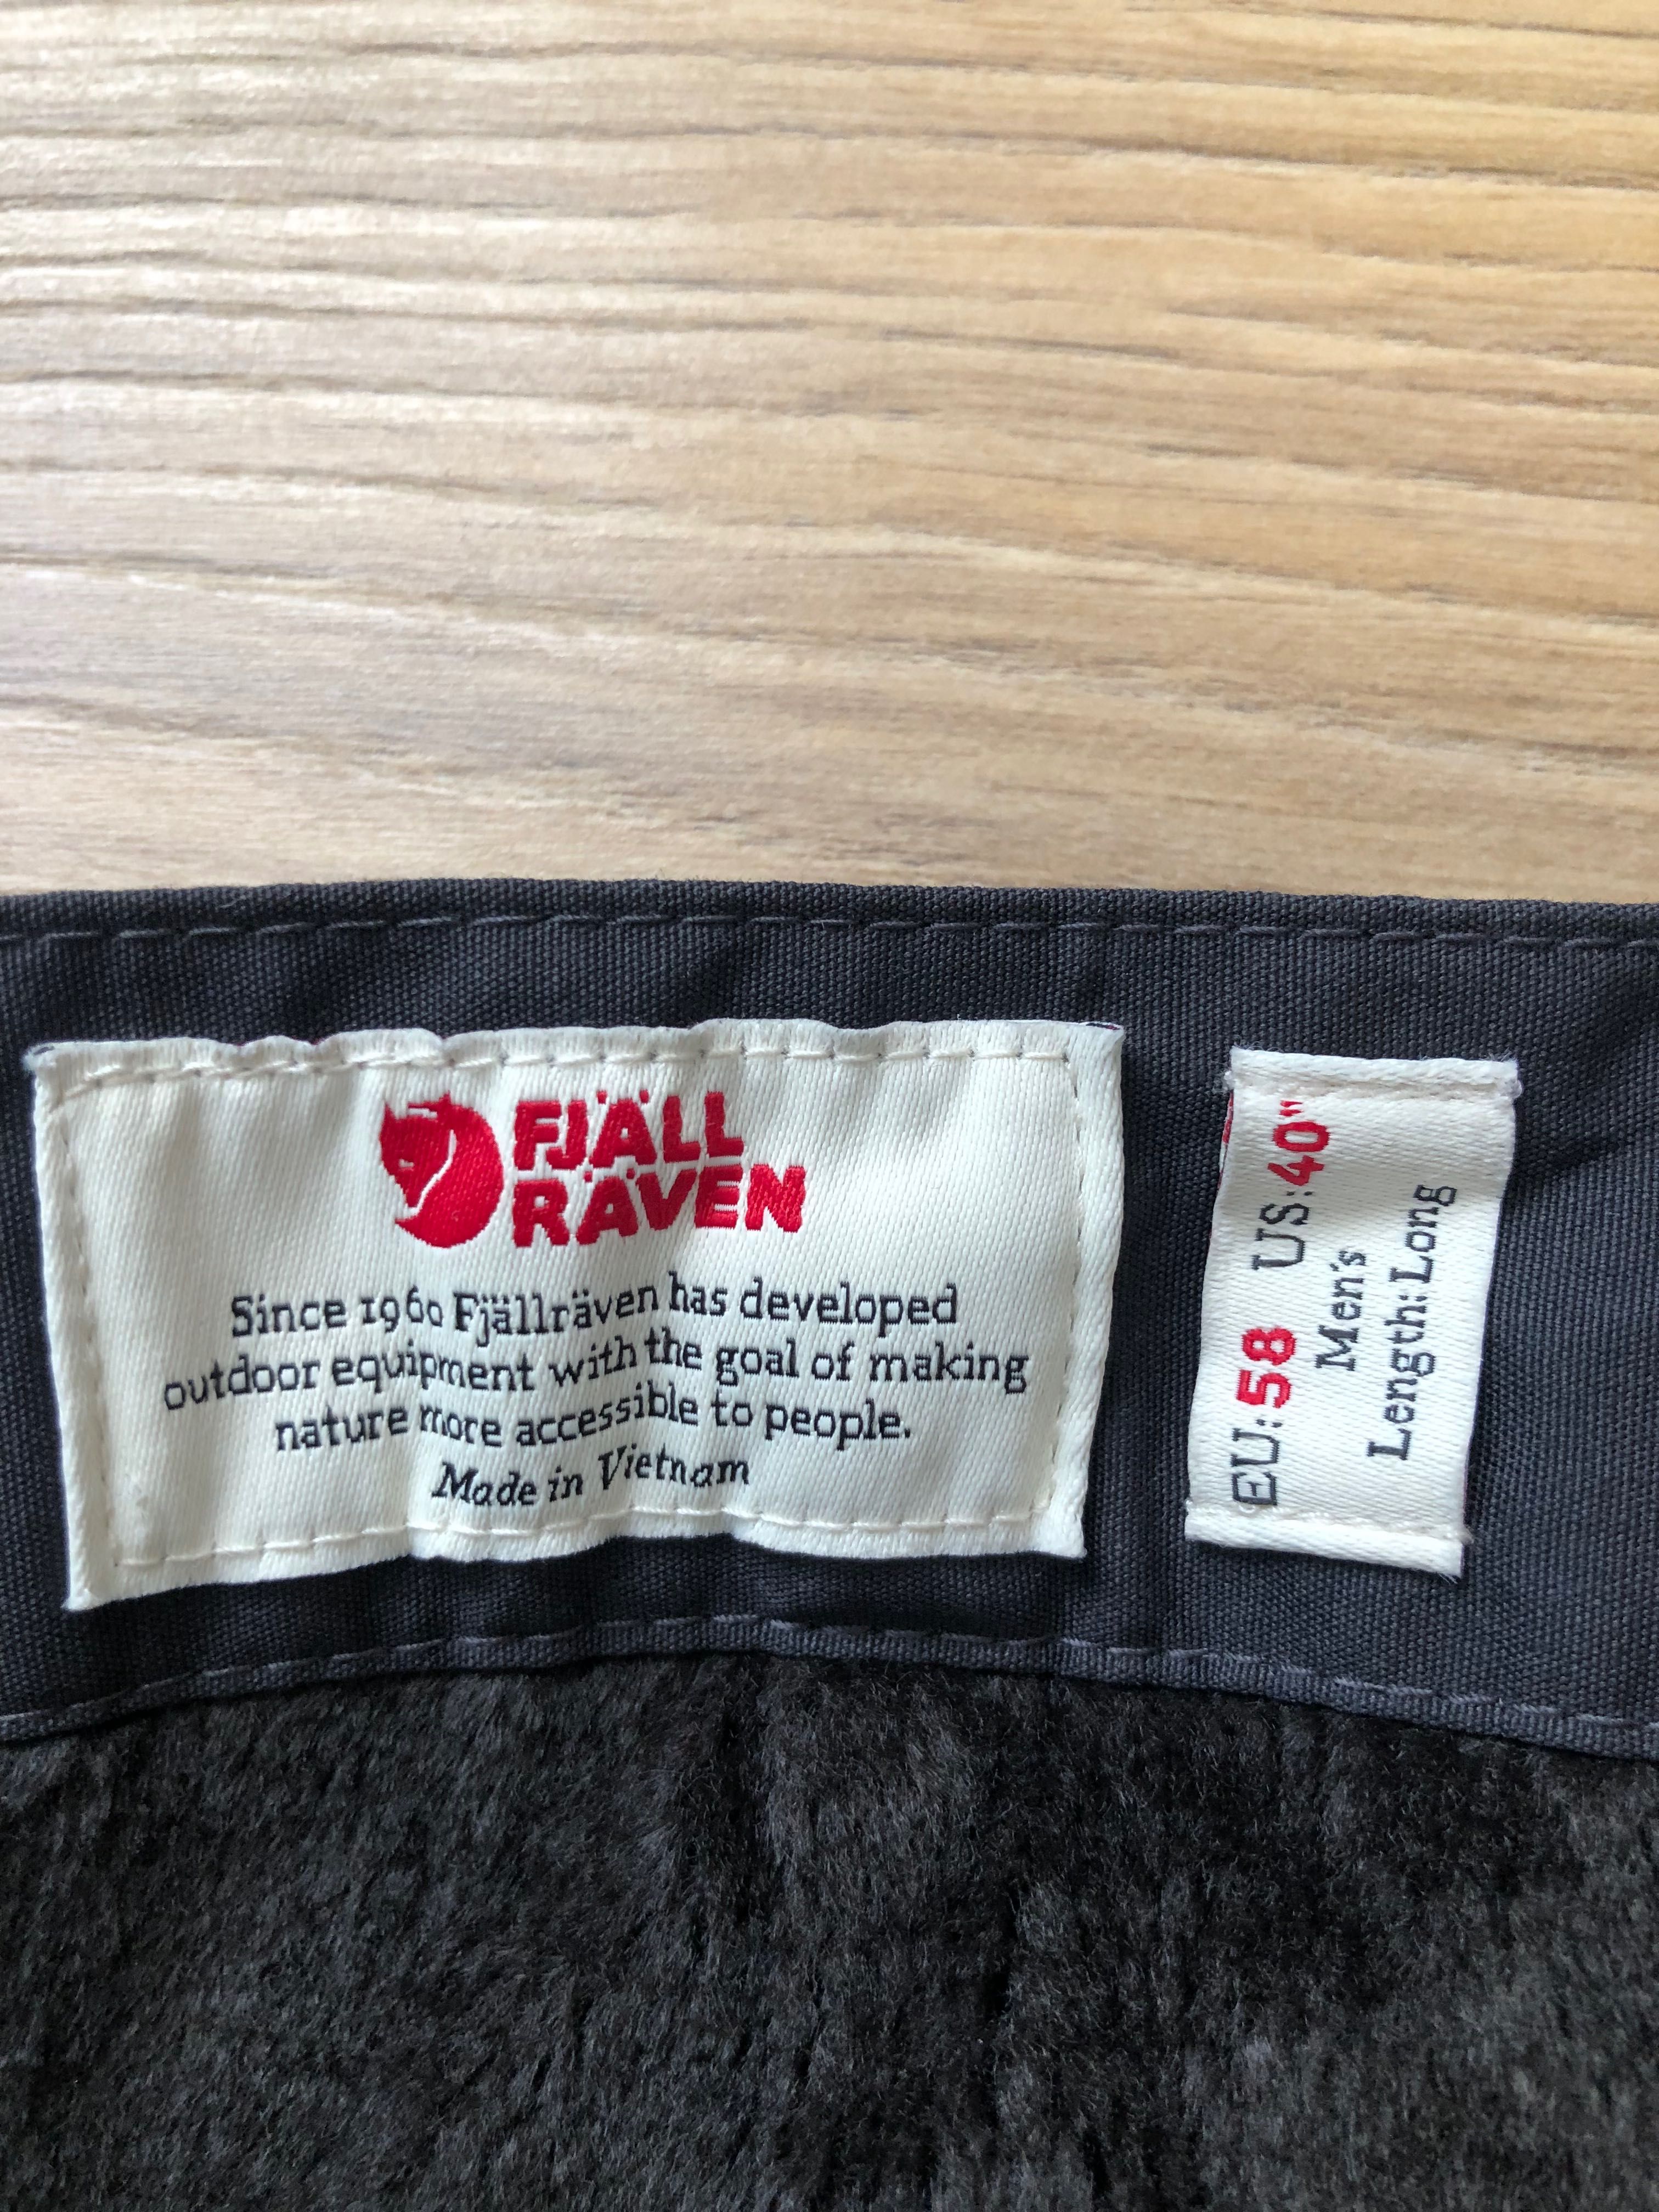 FJÄLL
RÄVEN
Since 1960 Fjällräven has developed
outdoor equipment with the goal of making
nature more accessible to people.
Made in Vietnam
EU: 58 US: 40"
Men's
Length: Long